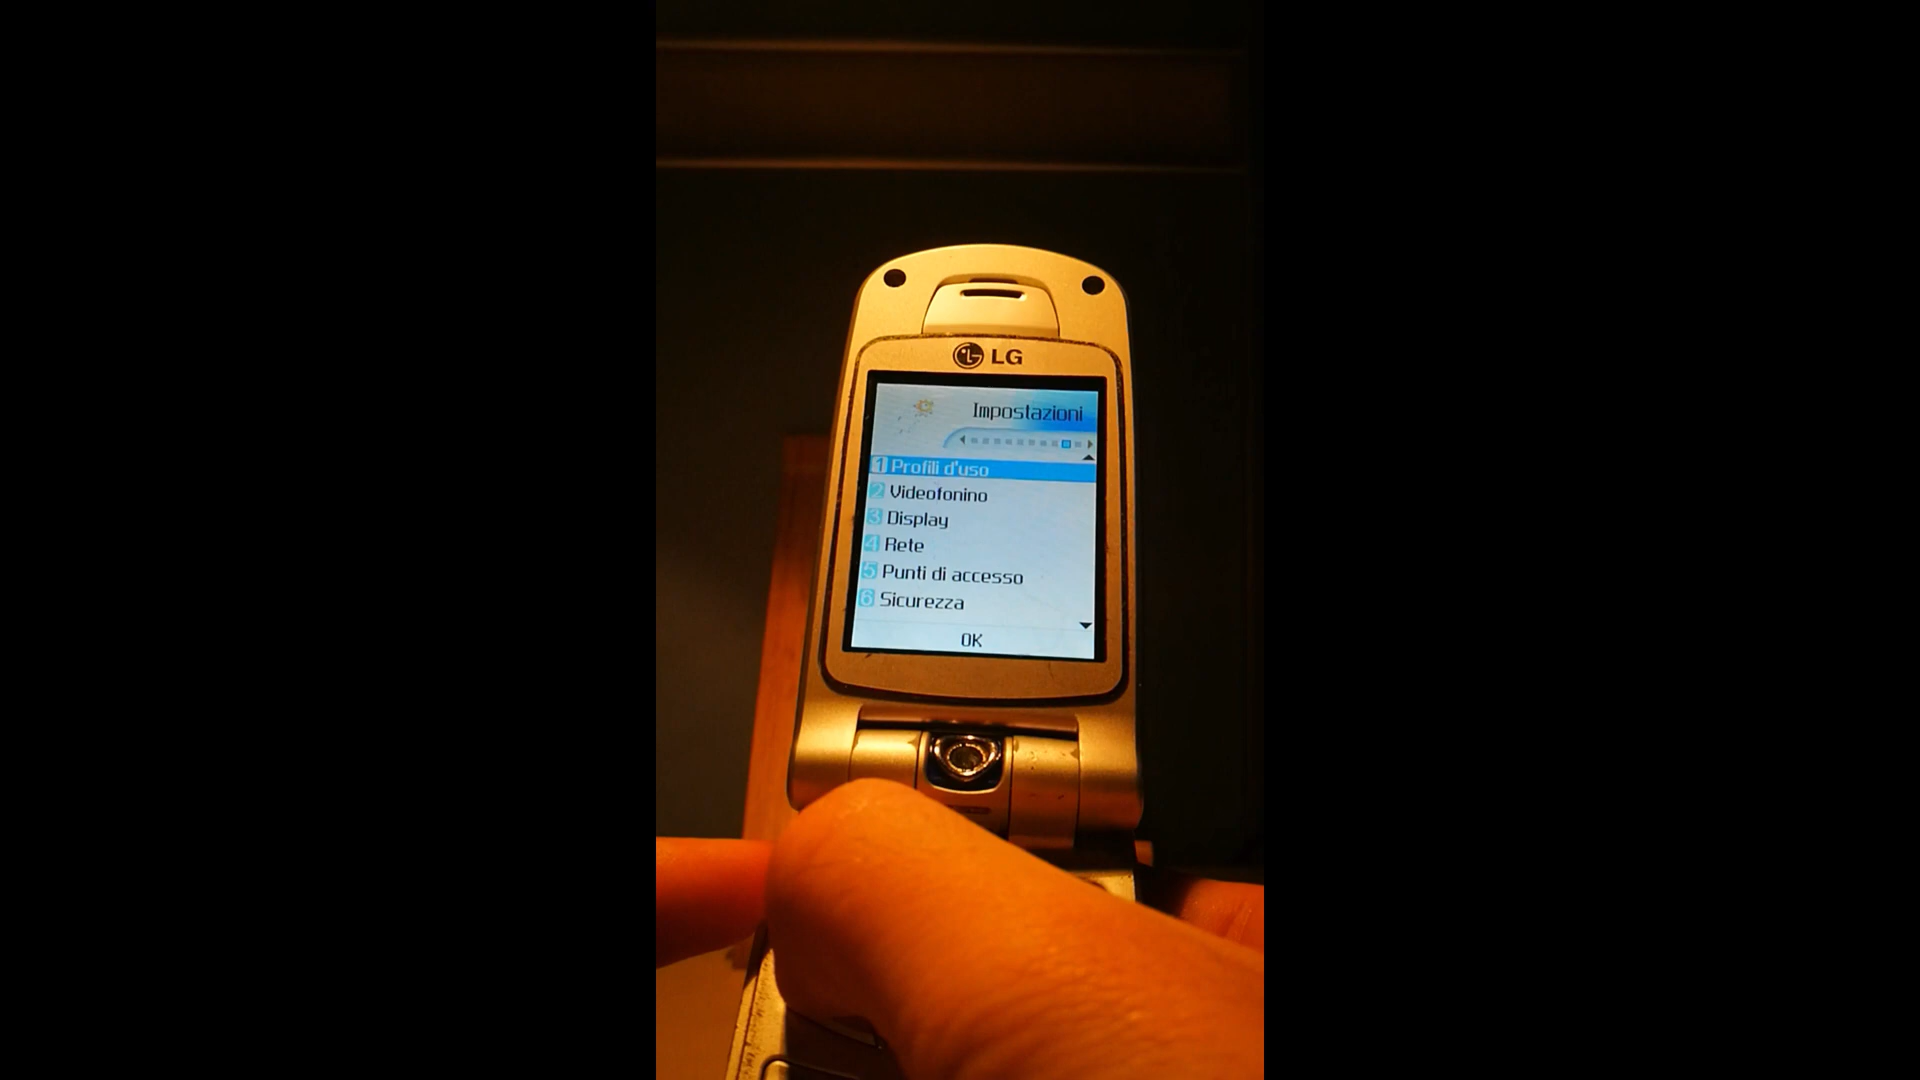 LG
Impostazioni
1 Profili d'uso
2 Videofonino
3 Display
4 Rete
5 Punti di accesso
6 Sicurezza
OK